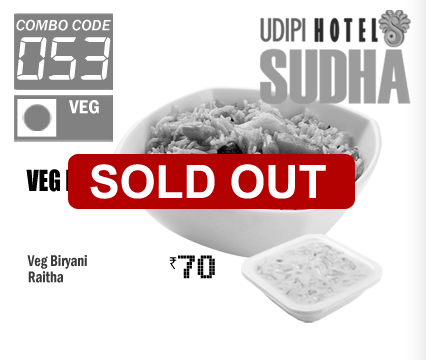 COMBO CODE
053
VEG
UDIPI HOTEL
SUDHA
VEG
SOLD OUT
Veg Biryani
Raitha
₹70